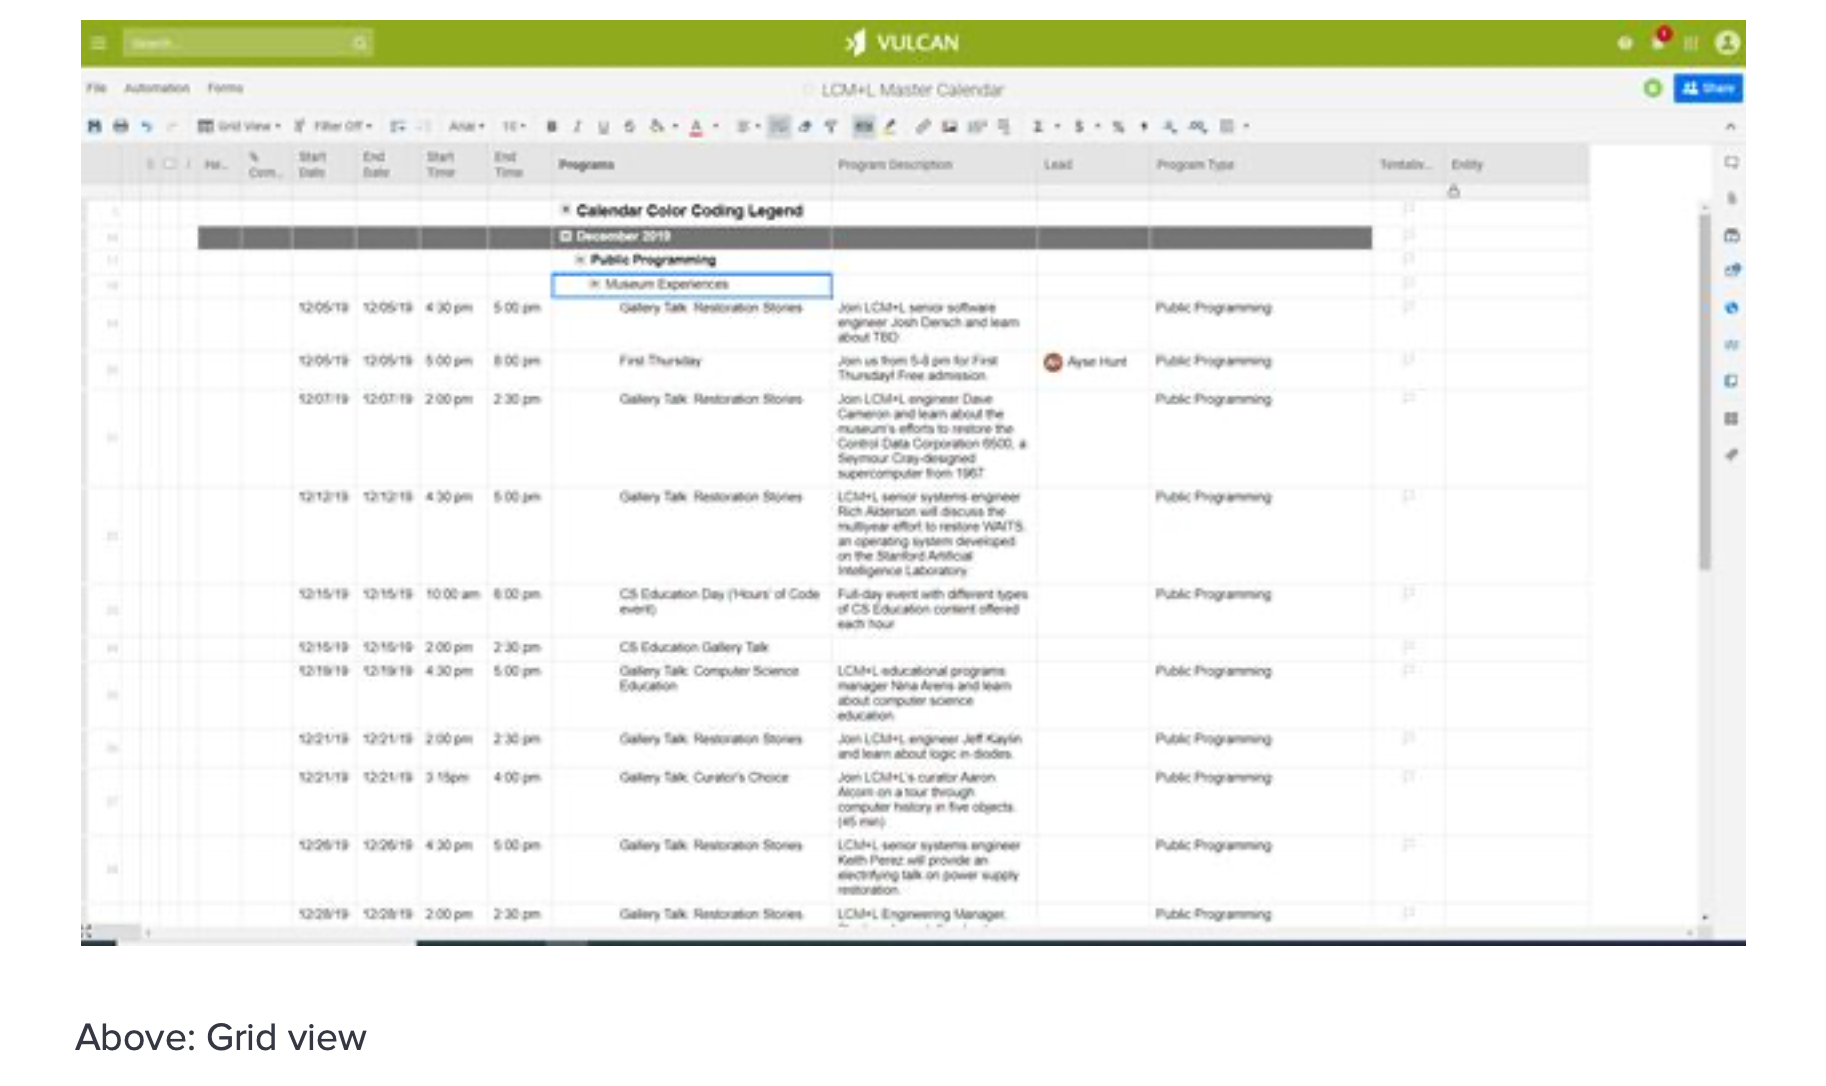 Search...
VULCAN
File Automation Forms
LCM+L Master Calendar
Share
Grid View Filter Off Arial 10 B I U S A Σ $ %
% Com... Start Date End Date Start Time End Time Programs Program Description Lead Program Type Tentativ... Entity
Calendar Color Coding Legend
December 2019
Public Programming
Museum Experiences
12/05/19 12/05/19 4:30 pm 5:00 pm Gallery Talk: Restoration Stories Join LCM+L senior software Public Programming
engineer Josh Dersch and learn
about TBD
12/05/19 12/05/19 5:00 pm 8:00 pm First Thursday Join us from 5-8 pm for First Ayse Hunt Public Programming
Thursday! Free admission.
12/07/19 12/07/19 2:00 pm 2:30 pm Gallery Talk: Restoration Stories Join LCM+L engineer Dave Public Programming
Cameron and learn about the
museum's efforts to restore the
Control Data Corporation 6500, a
Seymour Cray-designed
supercomputer from 1967.
12/12/19 12/12/19 4:30 pm 5:00 pm Gallery Talk: Restoration Stories LCM+L senior systems engineer Public Programming
Rich Alderson will discuss the
multiyear effort to restore WAITS,
an operating system developed
on the Stanford Artificial
Intelligence Laboratory.
12/15/19 12/15/19 10:00 am 6:00 pm CS Education Day ('Hours' of Code Full-day event with different types Public Programming
event) of CS Education content offered
each hour
12/15/19 12/15/19 2:00 pm 2:30 pm CS Education Gallery Talk
12/19/19 12/19/19 4:30 pm 5:00 pm Gallery Talk: Computer Science LCM+L educational programs Public Programming
Education manager Nina Arens and learn
about computer science
education.
12/21/19 12/21/19 2:00 pm 2:30 pm Gallery Talk: Restoration Stories Join LCM+L engineer Jeff Kaylin Public Programming
and learn about logic in diodes.
12/21/19 12/21/19 3:15pm 4:00 pm Gallery Talk: Curator's Choice Join LCM+L's curator Aaron Public Programming
Alcorn on a tour through
computer history in five objects.
(45 min)
12/26/19 12/26/19 4:30 pm 5:00 pm Gallery Talk: Restoration Stories LCM+L senior systems engineer Public Programming
Keith Perez will provide an
electrifying talk on power supply
restoration.
12/28/19 12/28/19 2:00 pm 2:30 pm Gallery Talk: Restoration Stories LCM+L Engineering Manager, Public Programming
Above: Grid view